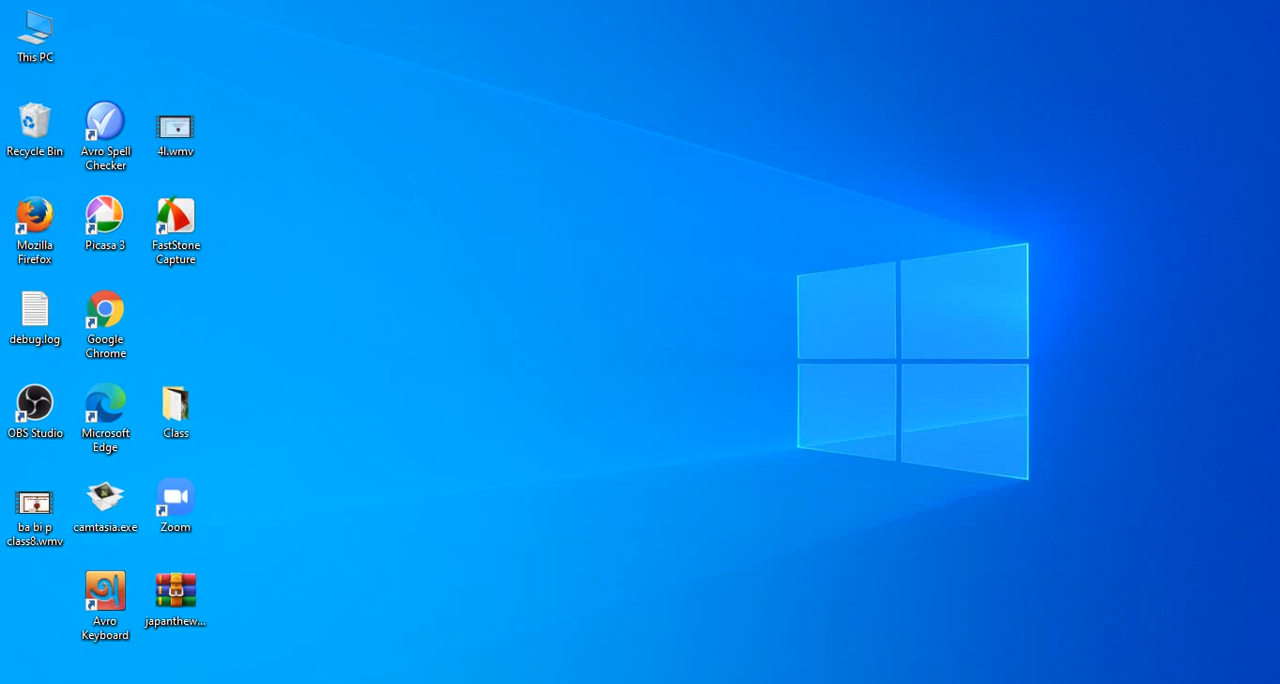 This PC
Recycle Bin
Avro Spell
Checker
4l.wmv
Mozilla
Firefox
Picasa 3
FastStone
Capture
debug.log
Google
Chrome
OBS Studio
Microsoft
Edge
Class
ba bi p
class8.wmv
camtasia.exe
Zoom
Avro
Keyboard
japanthew...